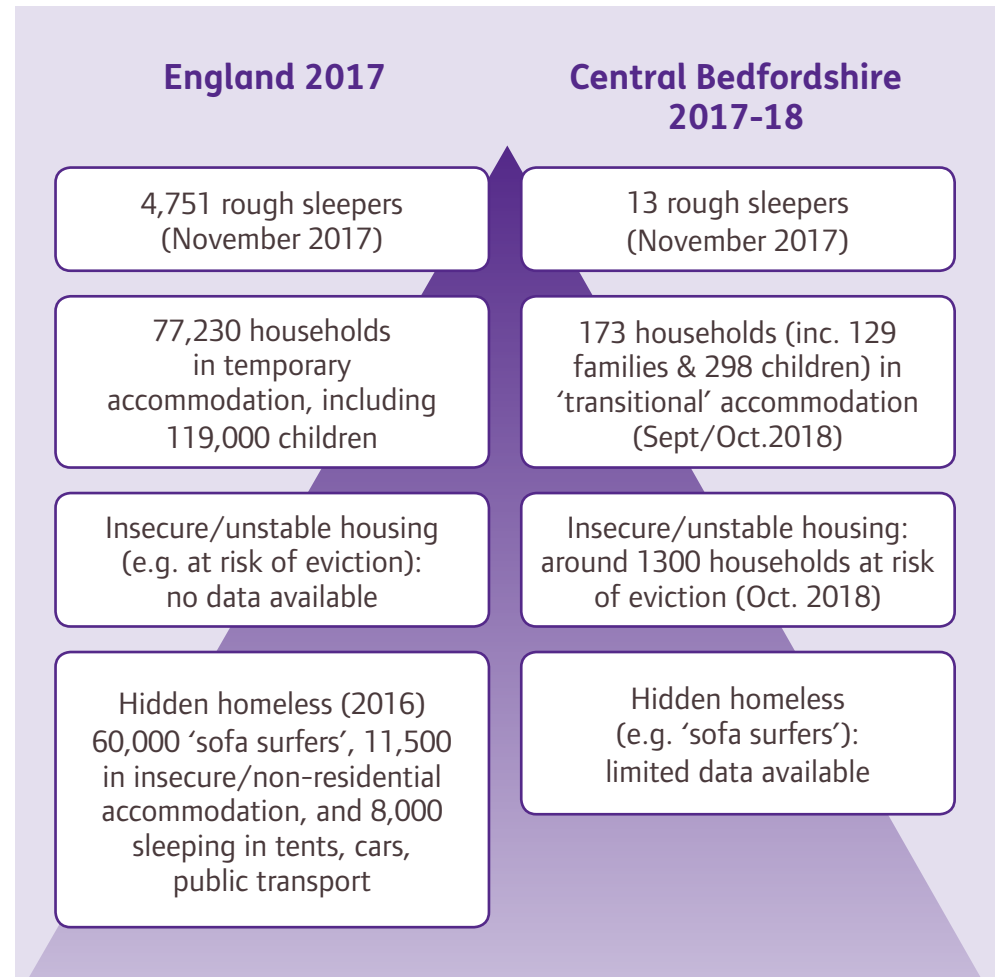 England 2017
4,751 rough sleepers
(November 2017)
77,230 households
in temporary
accommodation, including
119,000 children
Insecure/unstable housing
(e.g. at risk of eviction):
no data available
Hidden homeless (2016)
60,000 ‘sofa surfers’, 11,500
in insecure/non-residential
accommodation, and 8,000
sleeping in tents, cars,
public transport
Central Bedfordshire
2017-18
13 rough sleepers
(November 2017)
173 households (inc. 129
families & 298 children) in
‘transitional’ accommodation
(Sept/Oct.2018)
Insecure/unstable housing:
around 1300 households at risk
of eviction (Oct. 2018)
Hidden homeless
(e.g. ‘sofa surfers’):
limited data available